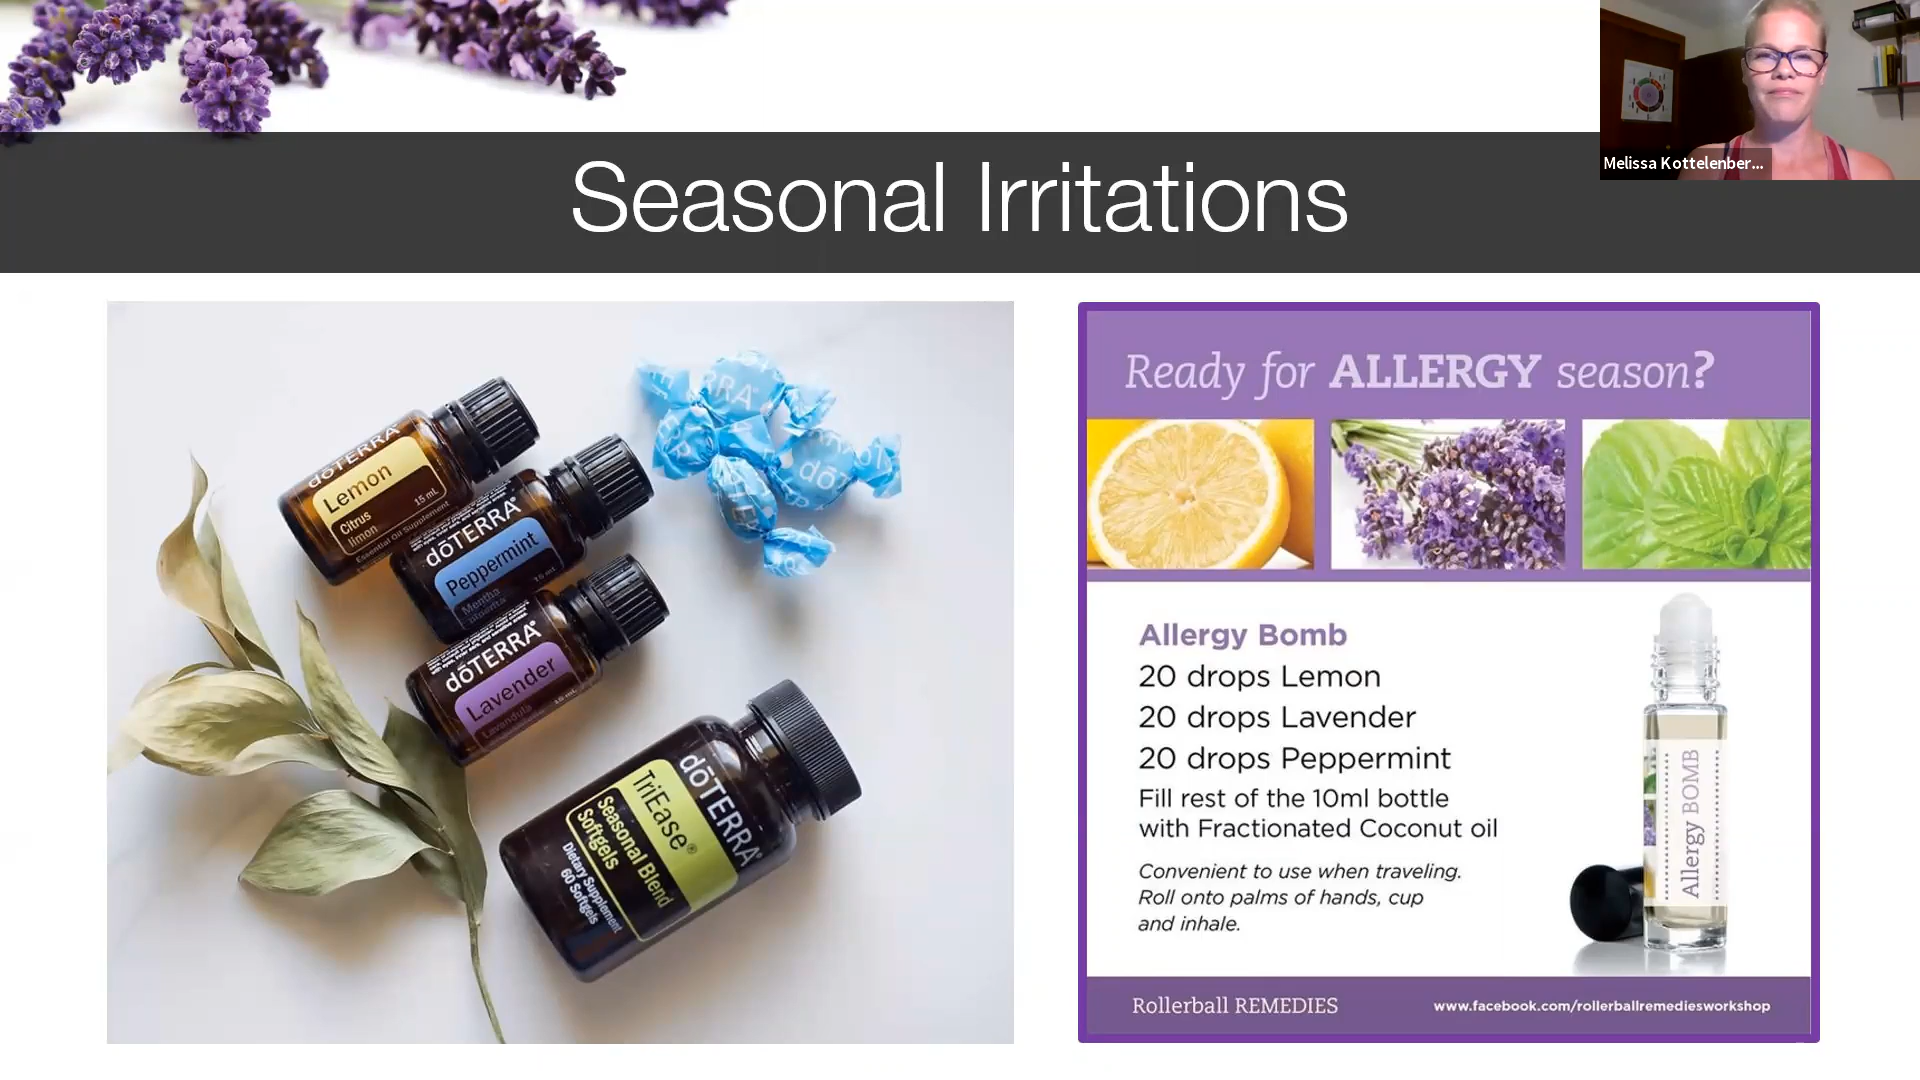 Melissa Kottelenber...
Seasonal Irritations
dōTERRA
Lemon
Citrus
limon
15 mL
Essential Oil Supplement
dōTERRA®
Peppermint
Mentha
piperita
15 mL
dōTERRA®
Lavender
Lavandula
15 mL
dōTERRA®
TriEase®
Seasonal Blend
Softgels
Dietary Supplement
60 Softgels
Ready for ALLERGY season?
Allergy Bomb
20 drops Lemon
20 drops Lavender
20 drops Peppermint
Fill rest of the 10ml bottle
with Fractionated Coconut oil
Convenient to use when traveling.
Roll onto palms of hands, cup
and inhale.
Allergy BOMB
Rollerball REMEDIES
www.facebook.com/rollerballremediesworkshop